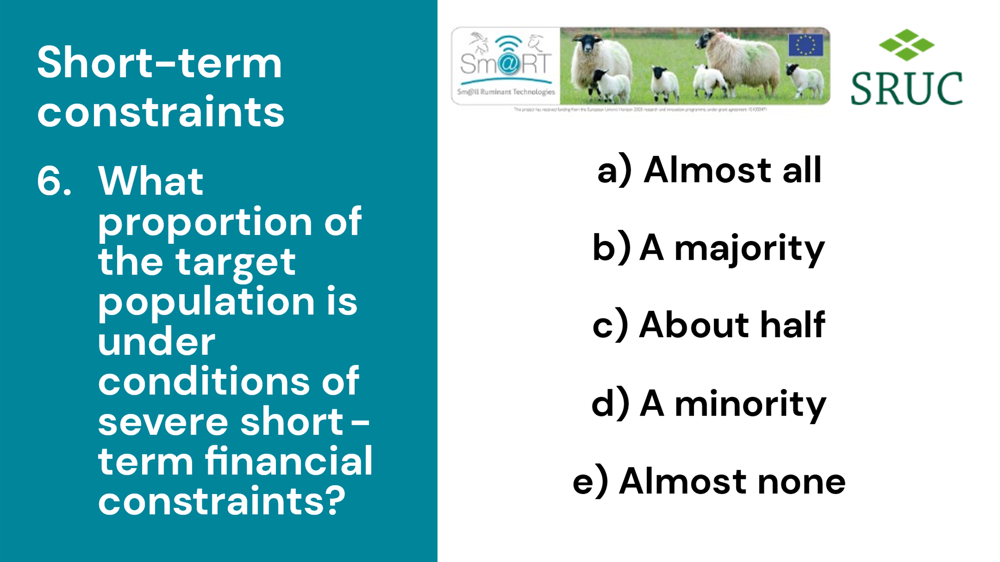 Short-term
constraints
6. What
proportion of
the target
population is
under
conditions of
severe short-
term financial
constraints?
Sm@RT
Sm@ll Ruminant Technologies
This project has received funding from the European Union's Horizon 2020 research and innovation programme, under grant agreement
SRUC
a) Almost all
b) A majority
c) About half
d) A minority
e) Almost none